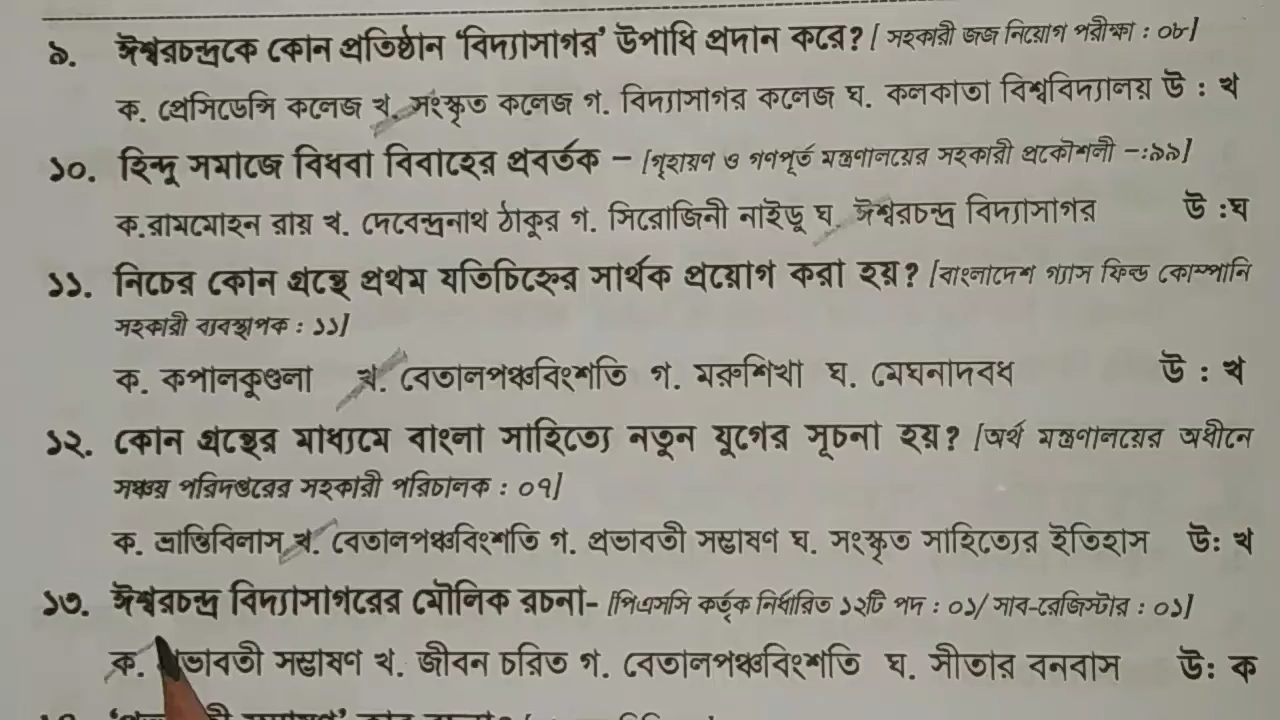 ৯. ঈশ্বরচন্দ্রকে কোন প্রতিষ্ঠান ‘বিদ্যাসাগর’ উপাধি প্রদান করে? [সহকারী জজ নিয়োগ পরীক্ষা : ০৮]
ক. প্রেসিডেন্সি কলেজ খ. সংস্কৃত কলেজ গ. বিদ্যাসাগর কলেজ ঘ. কলকাতা বিশ্ববিদ্যালয় উ : খ
১০. হিন্দু সমাজে বিধবা বিবাহের প্রবর্তক – [গৃহায়ণ ও গণপূর্ত মন্ত্রণালয়ের সহকারী প্রকৌশলী –:৯৯]
ক.রামমোহন রায় খ. দেবেন্দ্রনাথ ঠাকুর গ. সিরোজিনী নাইডু ঘ. ঈশ্বরচন্দ্র বিদ্যাসাগর উ :ঘ
১১. নিচের কোন গ্রন্থে প্রথম যতিচিহ্নের সার্থক প্রয়োগ করা হয়? [বাংলাদেশ গ্যাস ফিল্ড কোম্পানি
সহকারী ব্যবস্থাপক : ১১]
ক. কপালকুণ্ডলা খ. বেতালপঞ্চবিংশতি গ. মরুশিখা ঘ. মেঘনাদবধ উ : খ
১২. কোন গ্রন্থের মাধ্যমে বাংলা সাহিত্যে নতুন যুগের সূচনা হয়? [অর্থ মন্ত্রণালয়ের অধীনে
সঞ্চয় পরিদপ্তরের সহকারী পরিচালক : ০৭]
ক. ভ্রান্তিবিলাস খ. বেতালপঞ্চবিংশতি গ. প্রভাবতী সম্ভাষণ ঘ. সংস্কৃত সাহিত্যের ইতিহাস উ: খ
১৩. ঈশ্বরচন্দ্র বিদ্যাসাগরের মৌলিক রচনা- [পিএসসি কর্তৃক নির্ধারিত ১২টি পদ : ০১/ সাব-রেজিস্টার : ০১]
ক. প্রভাবতী সম্ভাষণ খ. জীবন চরিত গ. বেতালপঞ্চবিংশতি ঘ. সীতার বনবাস উ: ক